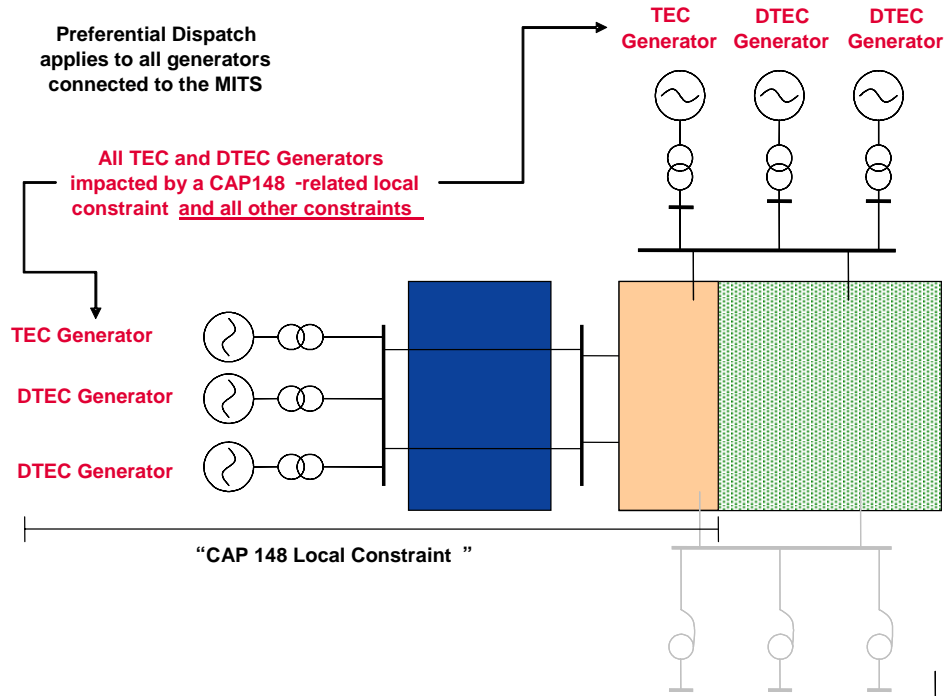 Preferential Dispatch
applies to all generators
connected to the MITS
TEC
Generator
DTEC
Generator
DTEC
Generator
All TEC and DTEC Generators
impacted by a CAP148 -related local
constraint and all other constraints
TEC Generator
DTEC Generator
DTEC Generator
“CAP 148 Local Constraint ”